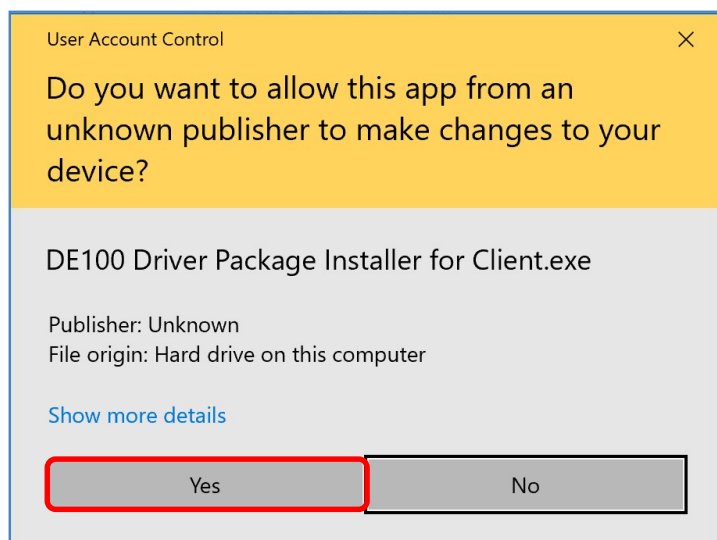 User Account Control
Do you want to allow this app from an
unknown publisher to make changes to your
device?
DE100 Driver Package Installer for Client.exe
Publisher: Unknown
File origin: Hard drive on this computer
Show more details
Yes
No